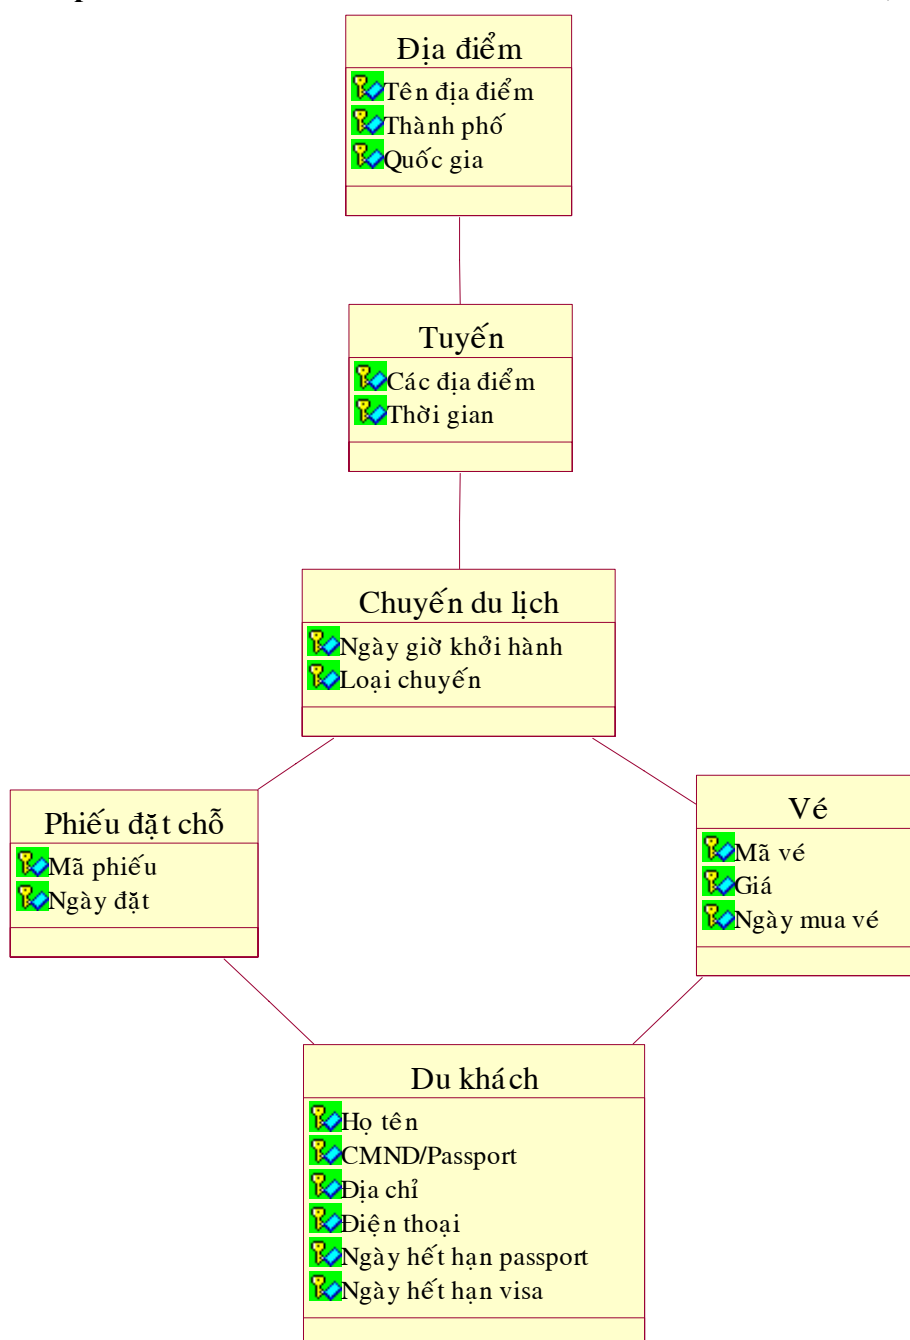 Địa điểm
Tên địa điểm
Thành phố
Quốc gia
Tuyến
Các địa điểm
Thời gian
Chuyến du lịch
Ngày giờ khởi hành
Loại chuyến
Phiếu đặt chỗ
Mã phiếu
Ngày đặt
Vé
Mã vé
Giá
Ngày mua vé
Du khách
Họ tên
CMND/Passport
Địa chỉ
Điện thoại
Ngày hết hạn passport
Ngày hết hạn visa